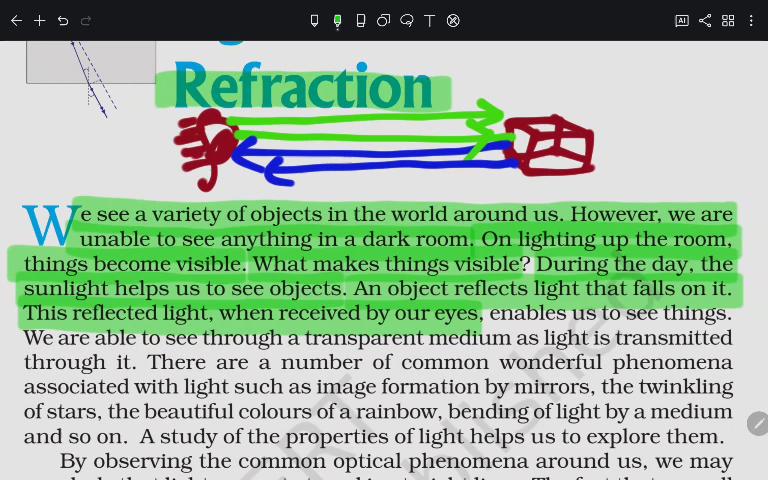 Refraction
We see a variety of objects in the world around us. However, we are
unable to see anything in a dark room. On lighting up the room,
things become visible. What makes things visible? During the day, the
sunlight helps us to see objects. An object reflects light that falls on it.
This reflected light, when received by our eyes, enables us to see things.
We are able to see through a transparent medium as light is transmitted
through it. There are a number of common wonderful phenomena
associated with light such as image formation by mirrors, the twinkling
of stars, the beautiful colours of a rainbow, bending of light by a medium
and so on. A study of the properties of light helps us to explore them.
By observing the common optical phenomena around us, we may